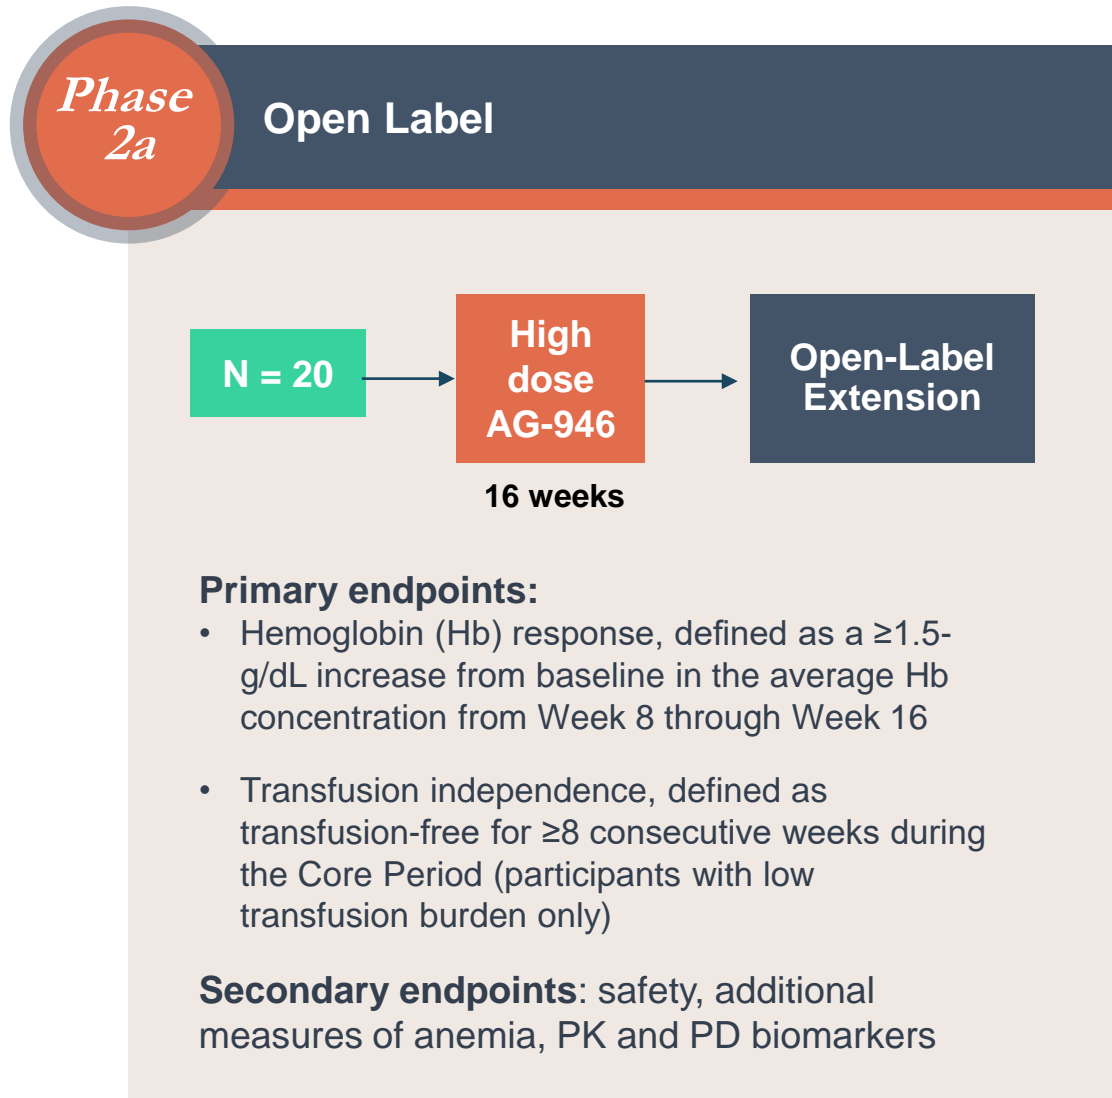 Phase
2a
Open Label
N = 20
High
dose
AG-946
Open-Label
Extension
16 weeks
Primary endpoints:
• Hemoglobin (Hb) response, defined as a ≥1.5-
g/dL increase from baseline in the average Hb
concentration from Week 8 through Week 16
• Transfusion independence, defined as
transfusion-free for ≥8 consecutive weeks during
the Core Period (participants with low
transfusion burden only)
Secondary endpoints: safety, additional
measures of anemia, PK and PD biomarkers